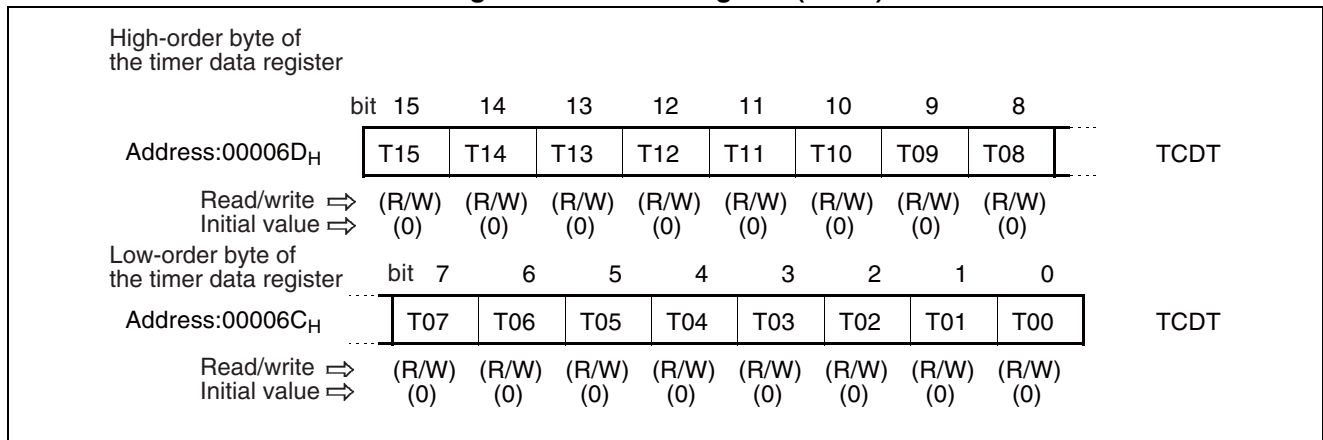 High-order byte of
the timer data register
bit 15 14 13 12 11 10 9 8
Address:00006DH T15 T14 T13 T12 T11 T10 T09 T08 TCDT
Read/write ⇨ (R/W) (R/W) (R/W) (R/W) (R/W) (R/W) (R/W) (R/W)
Initial value ⇨ (0) (0) (0) (0) (0) (0) (0) (0)
Low-order byte of
the timer data register bit 7 6 5 4 3 2 1 0
Address:00006CH T07 T06 T05 T04 T03 T02 T01 T00 TCDT
Read/write ⇨ (R/W) (R/W) (R/W) (R/W) (R/W) (R/W) (R/W) (R/W)
Initial value ⇨ (0) (0) (0) (0) (0) (0) (0) (0)